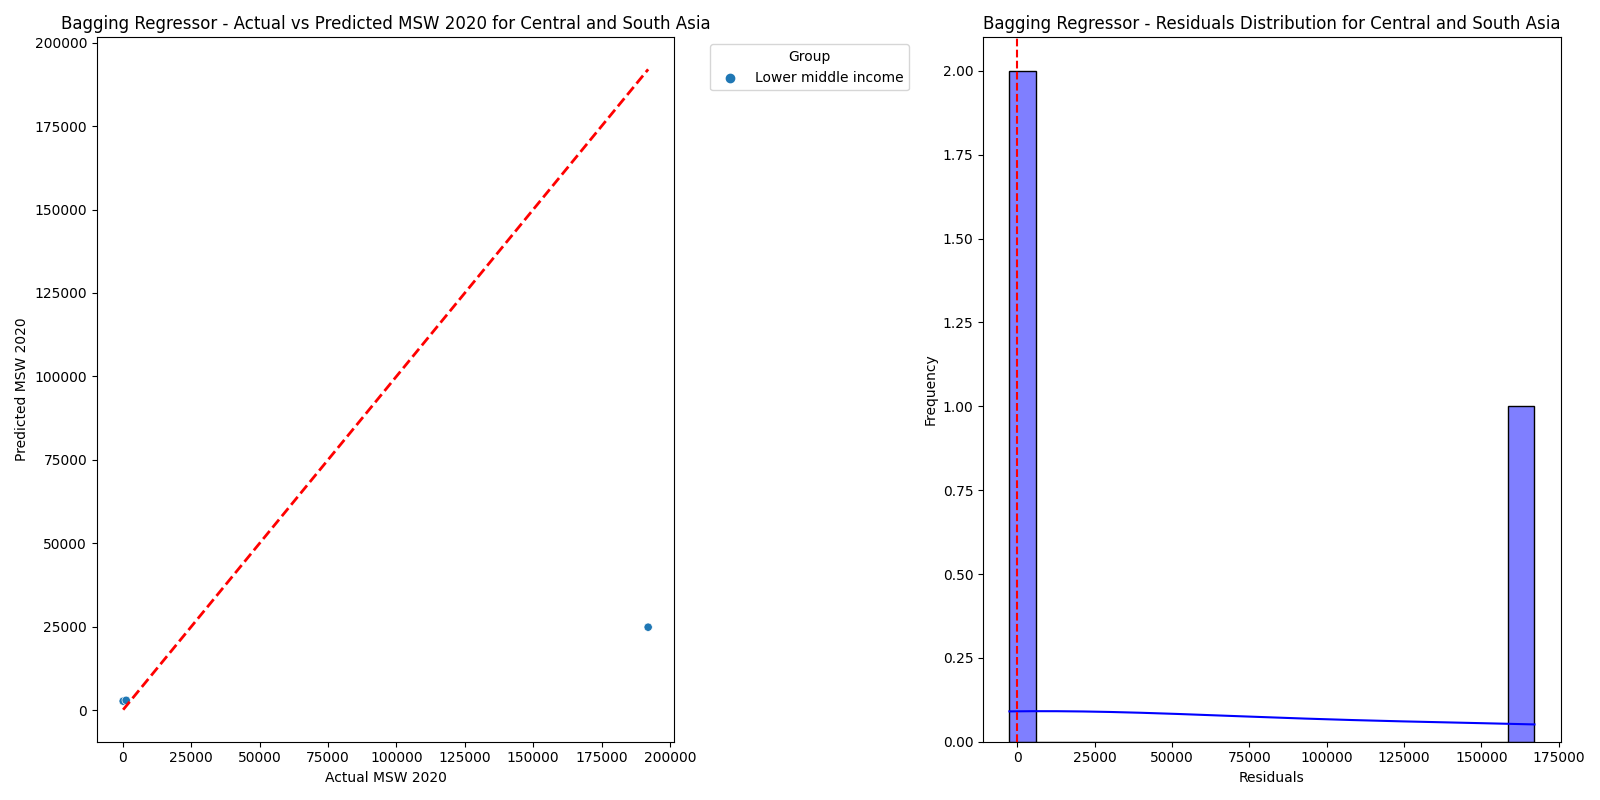 Bagging Regressor - Actual vs Predicted MSW 2020 for Central and South Asia
200000
175000
150000
125000
100000
75000
50000
25000
0
Predicted MSW 2020
0 25000 50000 75000 100000 125000 150000 175000 200000
Actual MSW 2020
Group
Lower middle income
Bagging Regressor - Residuals Distribution for Central and South Asia
2.00
1.75
1.50
1.25
1.00
0.75
0.50
0.25
0.00
Frequency
0 25000 50000 75000 100000 125000 150000 175000
Residuals